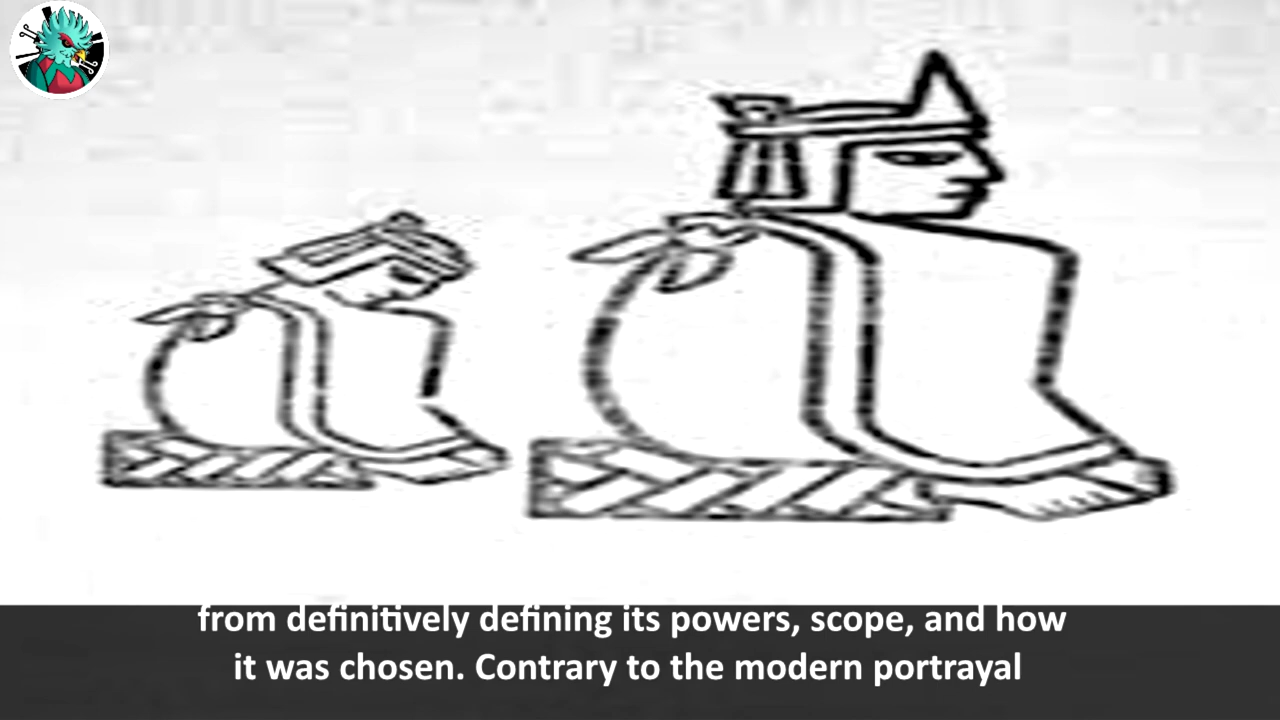 from definitively defining its powers, scope, and how
it was chosen. Contrary to the modern portrayal